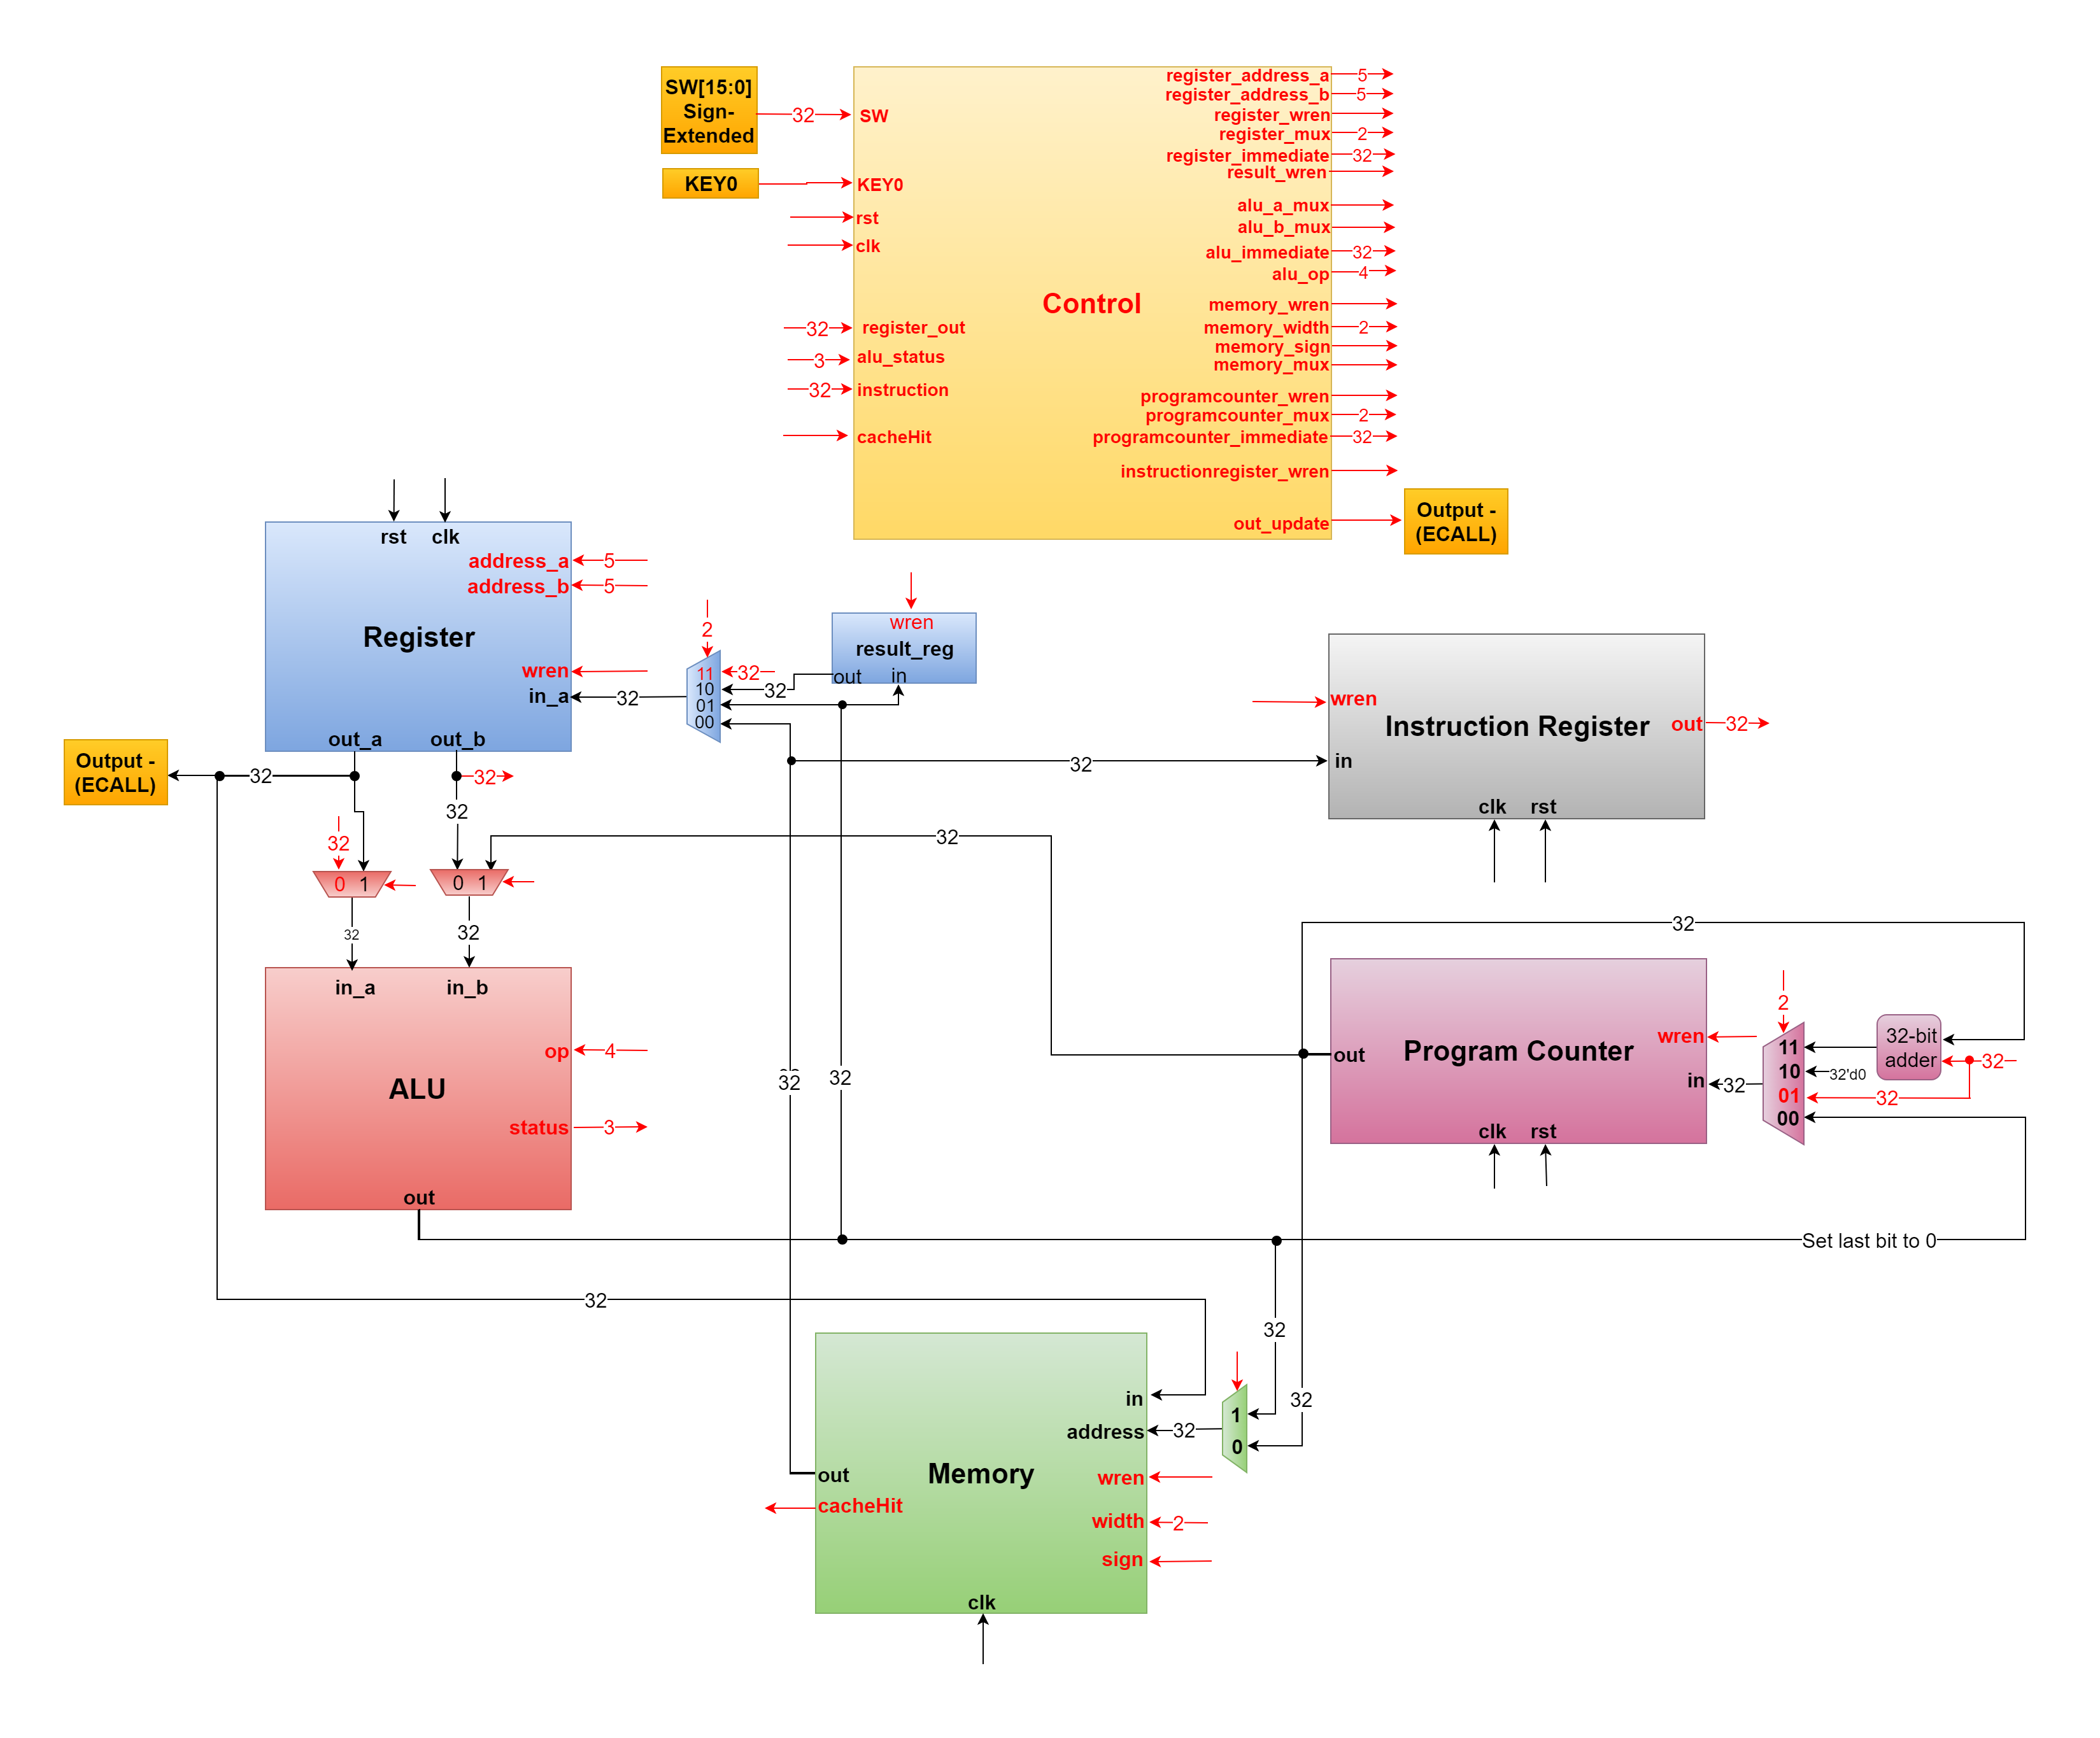 SW[15:0]
Sign-
Extended
32
SW
KEY0
KEY0
rst
clk
32
register_out
3
alu_status
32
instruction
cacheHit
Control
register_address_a
5
register_address_b
5
register_wren
register_mux
2
register_immediate
32
result_wren
alu_a_mux
alu_b_mux
alu_immediate
32
alu_op
4
memory_wren
memory_width
2
memory_sign
memory_mux
programcounter_wren
programcounter_mux
2
programcounter_immediate
32
instructionregister_wren
out_update
Output -
(ECALL)
rst
clk
address_a
5
address_b
5
Register
wren
in_a
32
out_a
out_b
2
11
10
01
00
32
32
wren
result_reg
out
in
Output -
(ECALL)
32
32
32
32
0
1
0
1
32
32
32
32
wren
Instruction Register
out
32
in
clk
rst
in_a
in_b
op
4
ALU
status
3
out
32
32
32
Program Counter
out
wren
in
32
clk
rst
2
11
10
01
00
32-bit
adder
32
32'd0
32
Set last bit to 0
32
32
32
1
0
32
in
address
Memory
out
cacheHit
wren
width
2
sign
clk